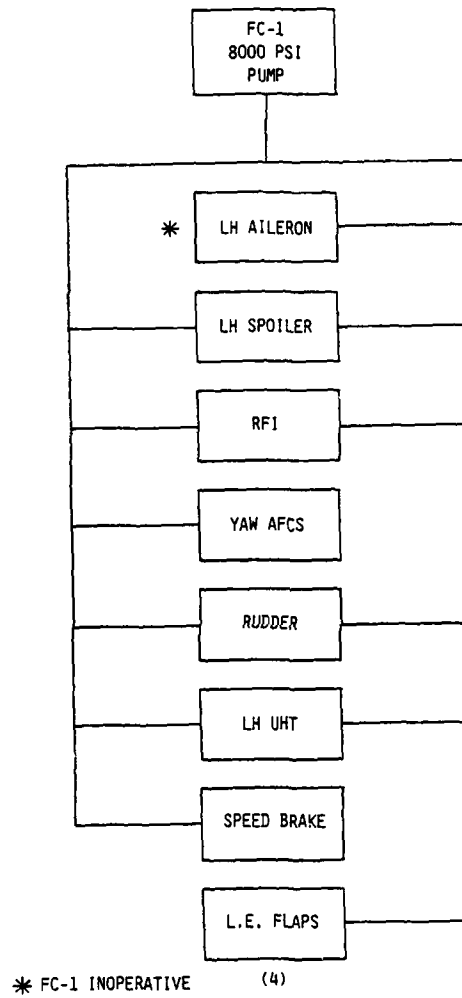 FC-1
8000 PSI
PUMP
* LH AILERON
LH SPOILER
RFI
YAW AFCS
RUDDER
LH UHT
SPEED BRAKE
L.E. FLAPS
* FC-1 INOPERATIVE (4)